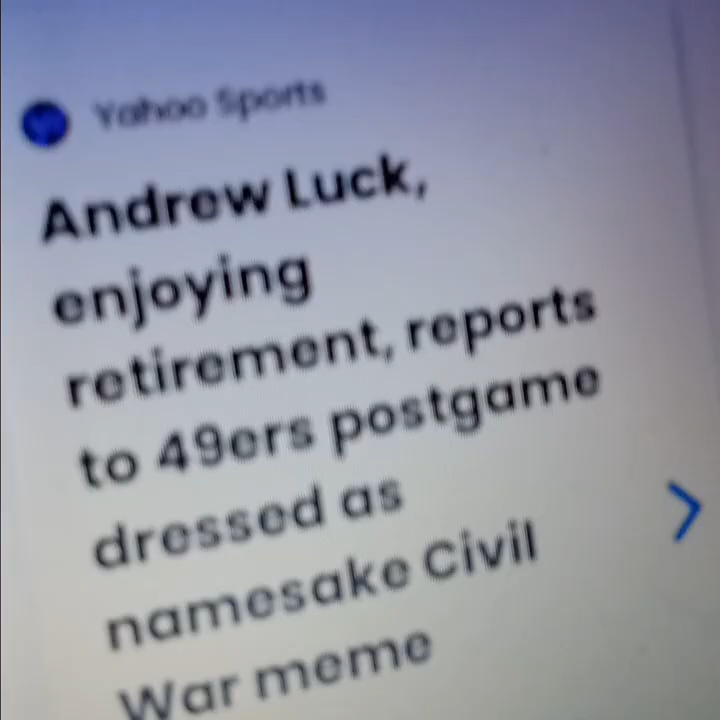 Yahoo Sports
Andrew Luck,
enjoying
retirement, reports
to 49ers postgame
dressed as
namesake Civil
War meme